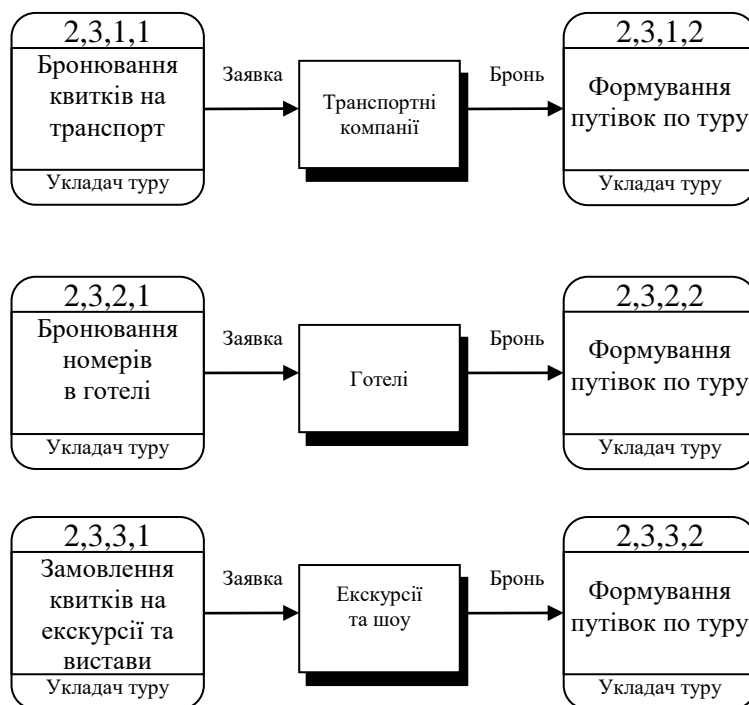 2,3,1,1
Бронювання
квитків на
транспорт
Укладач туру
Заявка
Транспортні
компанії
Бронь
2,3,1,2
Формування
путівок по туру
Укладач туру
2,3,2,1
Бронювання
номерів
в готелі
Укладач туру
Заявка
Готелі
Бронь
2,3,2,2
Формування
путівок по туру
Укладач туру
2,3,3,1
Замовлення
квитків на
екскурсії та
вистави
Укладач туру
Заявка
Екскурсії
та шоу
Бронь
2,3,3,2
Формування
путівок по туру
Укладач туру